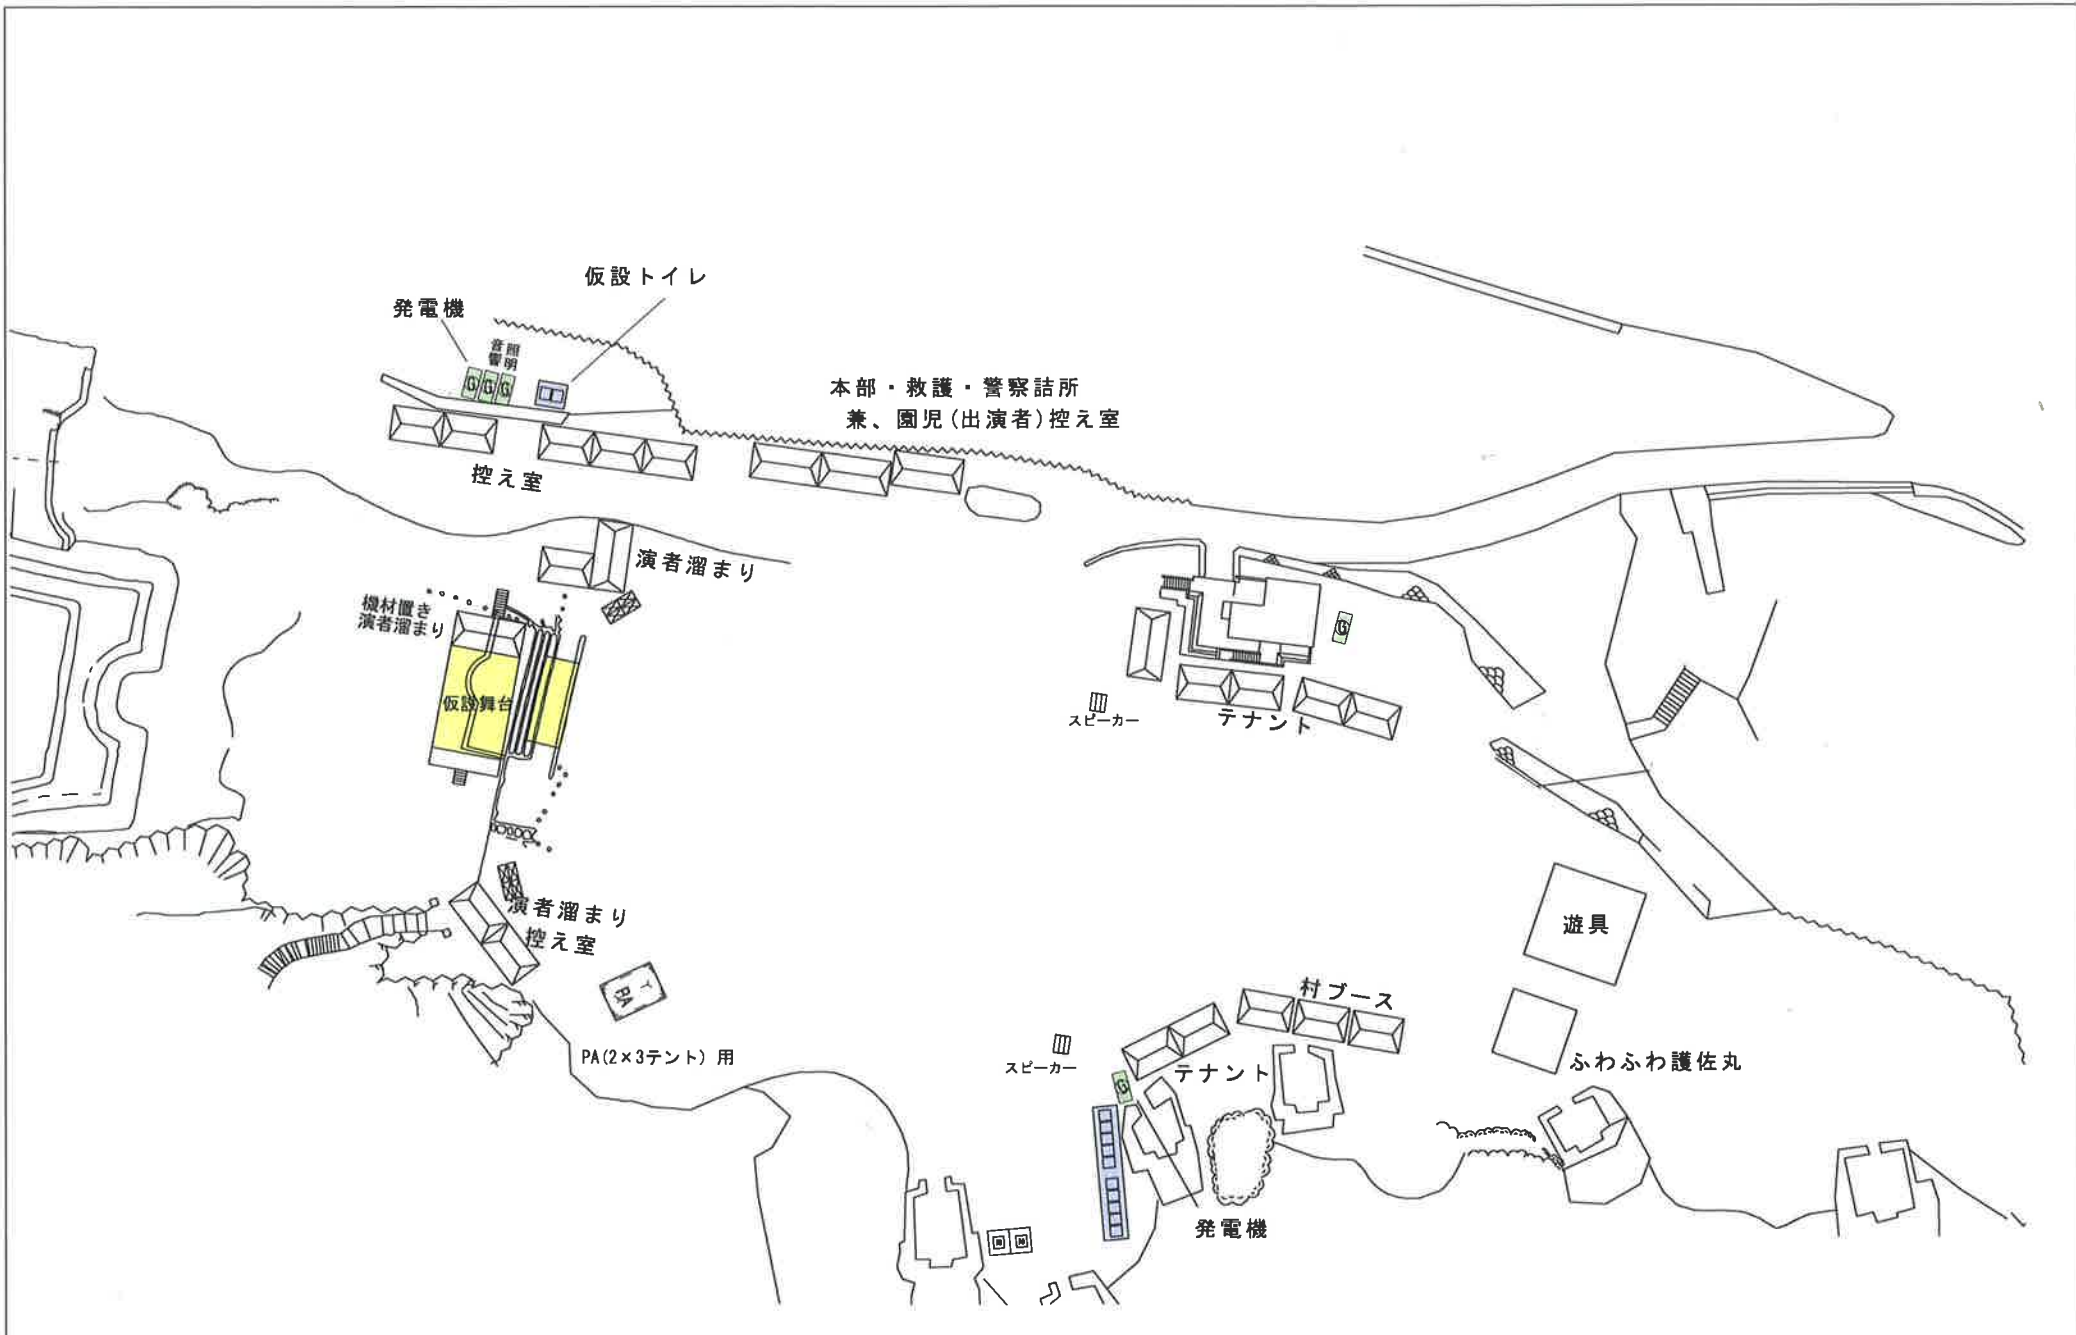 仮設トイレ
発電機
音響
照明
G
G
G
本部・救護・警察詰所
兼、園児(出演者)控え室
控え室
演者溜まり
機材置き
演者溜まり
仮設舞台
G
スピーカー
テナント
遊具
演者溜まり
控え室
PA
PA(2×3テント)用
村ブース
スピーカー
テナント
G
ふわふわ護佐丸
発電機